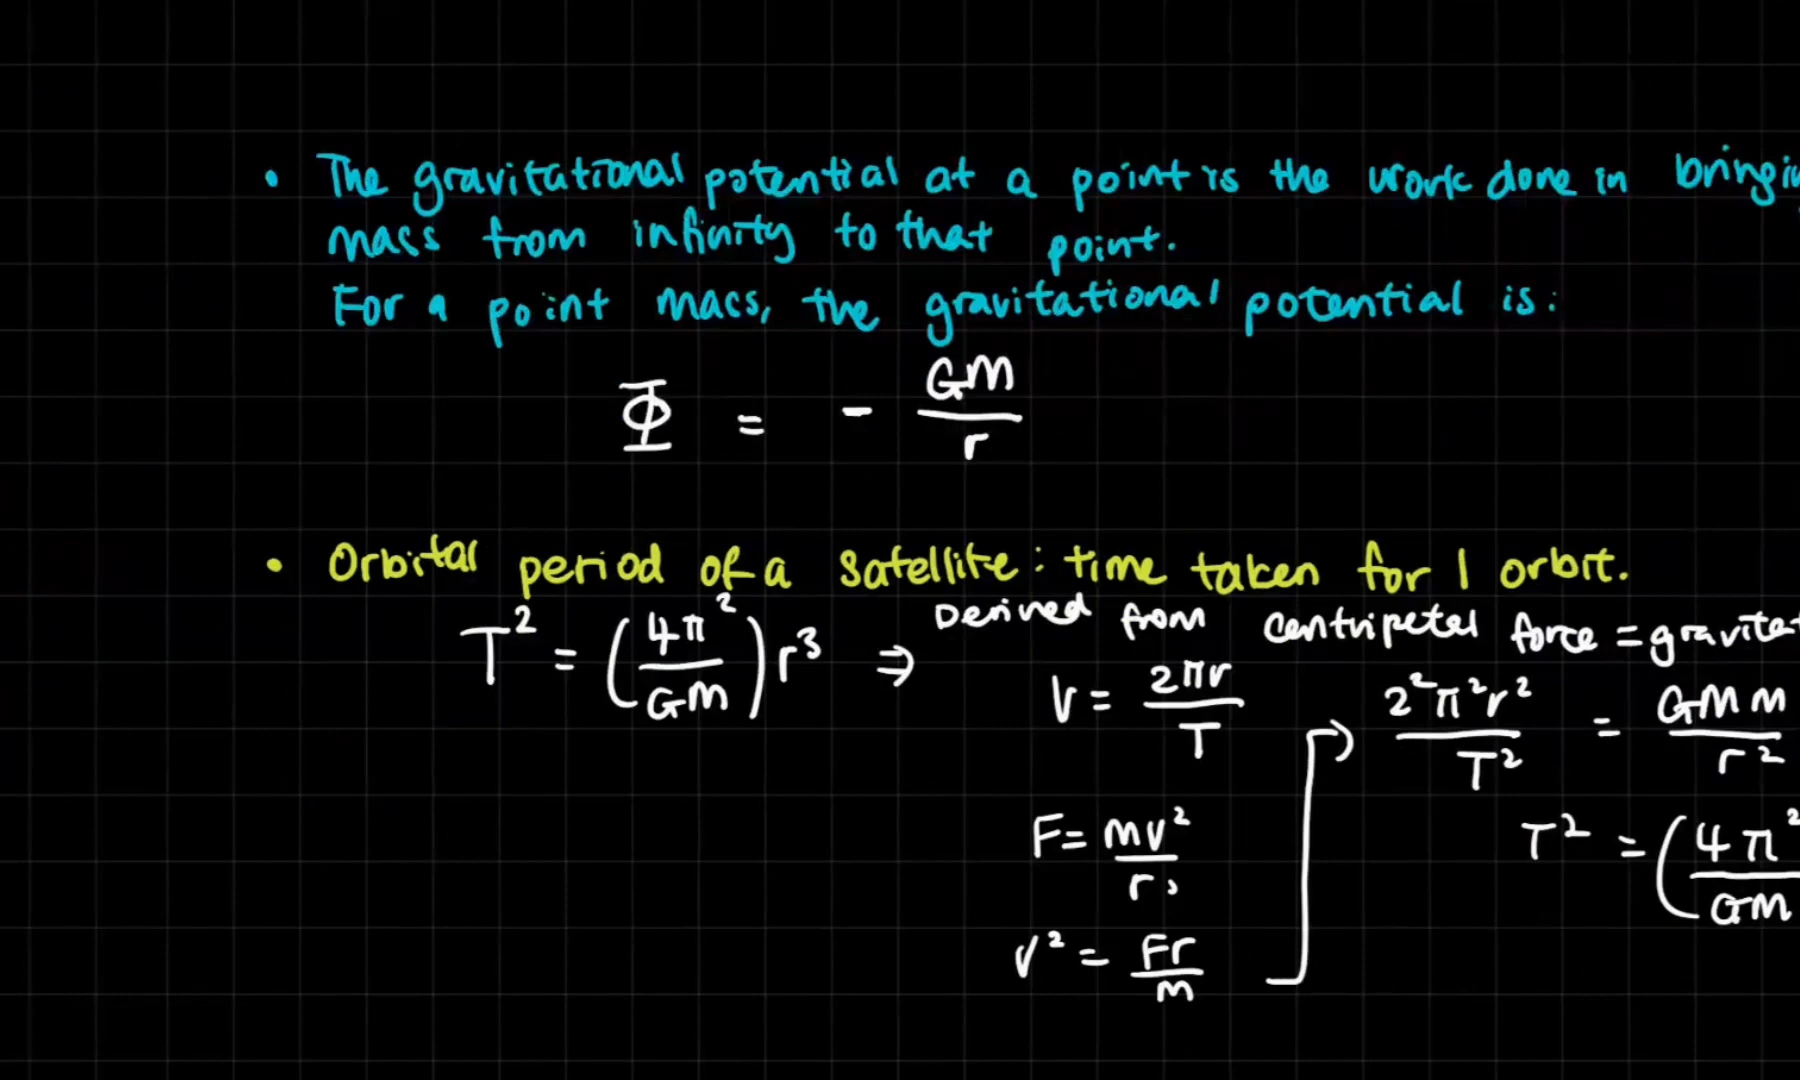 • The gravitational potential at a point is the work done in bringin
mass from infinity to that point.
For a point mass, the gravitational potential is:
Φ = - GM/r
• Orbital period of a satellite: time taken for 1 orbit.
T² = (4π²/GM) r³ ⇒ Derived from centripetal force = gravitat
V = 2πr/T
2²π²r²/T² = GMm/r²
F = mv²/r,
T² = (4π²/GM
V² = Fr/m